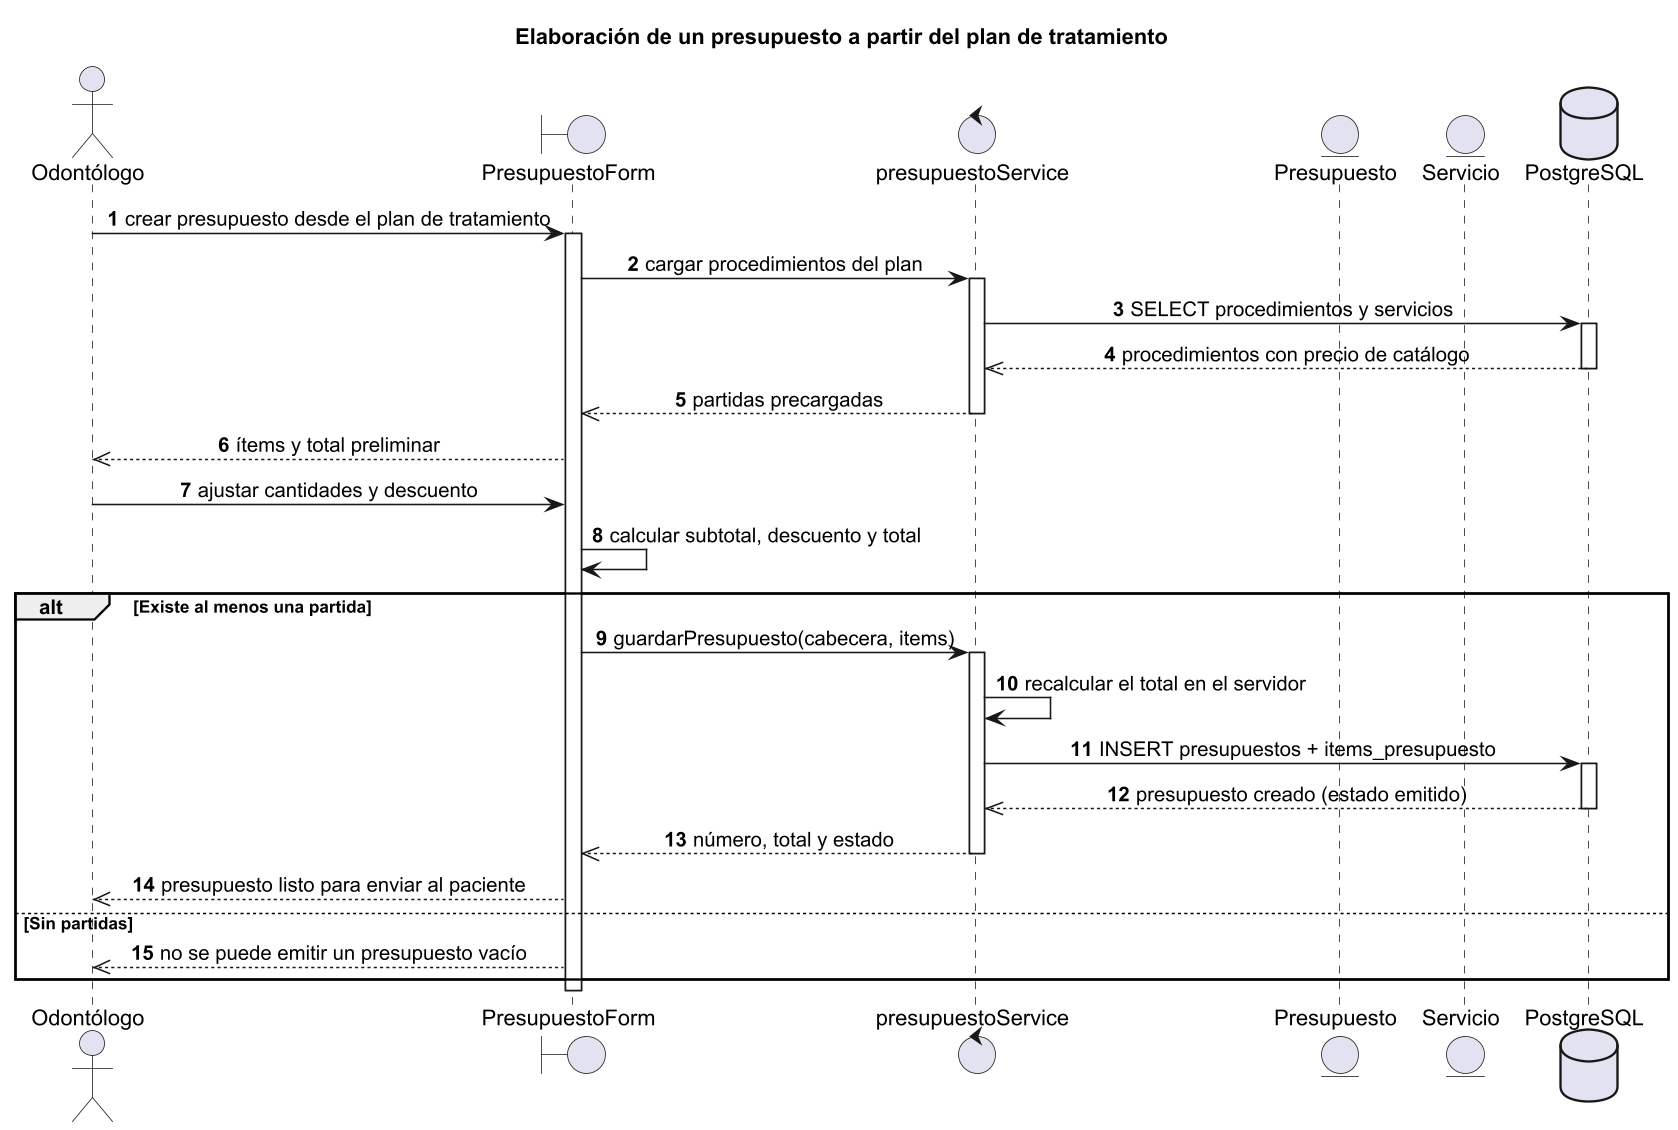 Elaboración de un presupuesto a partir del plan de tratamiento
Odontólogo PresupuestoForm presupuestoService Presupuesto Servicio PostgreSQL
1 crear presupuesto desde el plan de tratamiento
2 cargar procedimientos del plan
3 SELECT procedimientos y servicios
4 procedimientos con precio de catálogo
5 partidas precargadas
6 ítems y total preliminar
7 ajustar cantidades y descuento
8 calcular subtotal, descuento y total
alt [Existe al menos una partida]
9 guardarPresupuesto(cabecera, items)
10 recalcular el total en el servidor
11 INSERT presupuestos + items_presupuesto
12 presupuesto creado (estado emitido)
13 número, total y estado
14 presupuesto listo para enviar al paciente
[Sin partidas]
15 no se puede emitir un presupuesto vacío
Odontólogo PresupuestoForm presupuestoService Presupuesto Servicio PostgreSQL